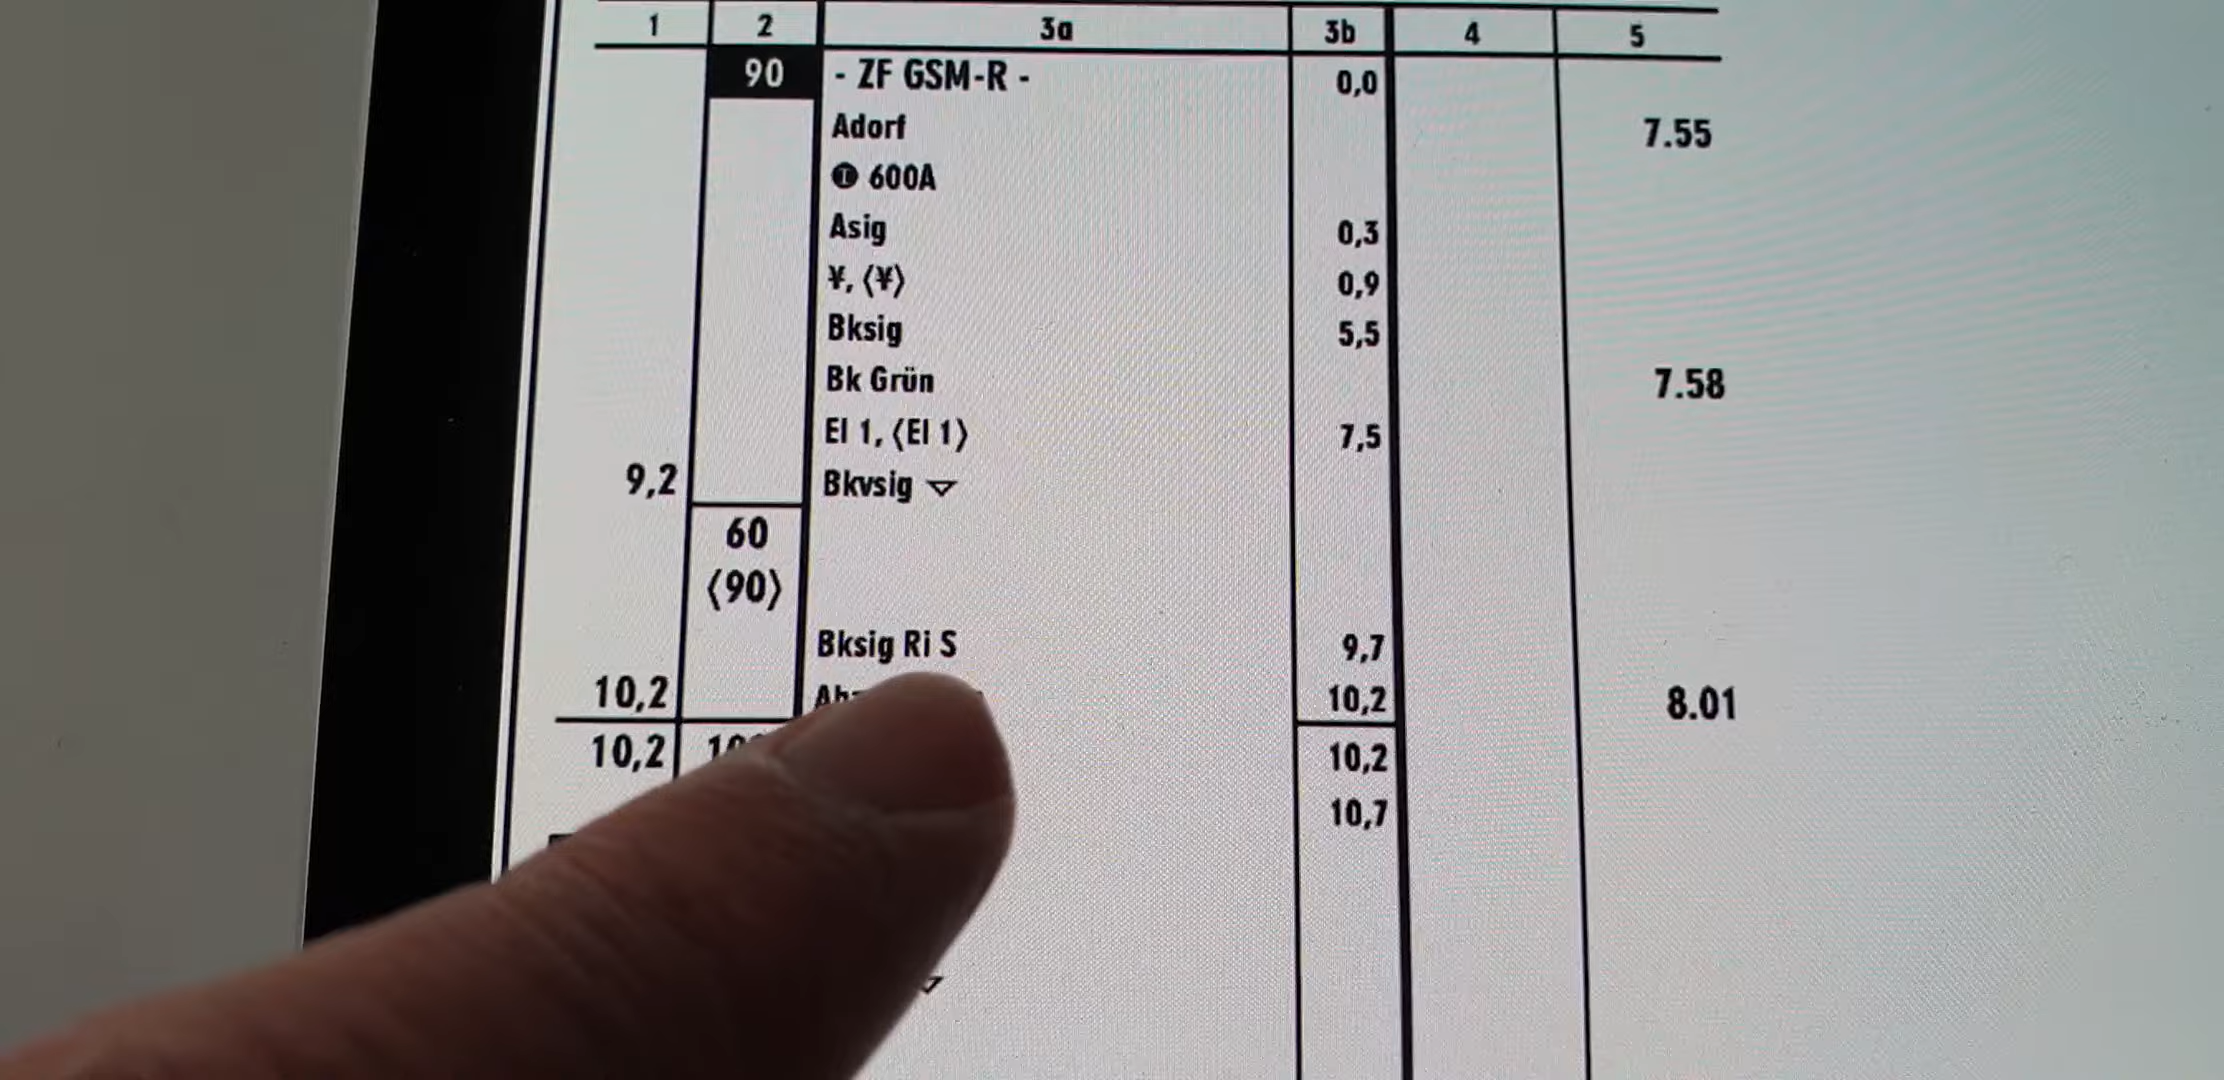 1 2 3a 3b 4 5
90 - ZF GSM-R - 0,0
Adorf 7.55
600A
Asig 0,3
¥, ⟨¥⟩ 0,9
Bksig 5,5
Bk Grün 7.58
El 1, ⟨El 1⟩ 7,5
9,2 Bkvsig ▽
60
⟨90⟩
Bksig Ri S 9,7
10,2 10,2 8.01
10,2 10,2
10,7